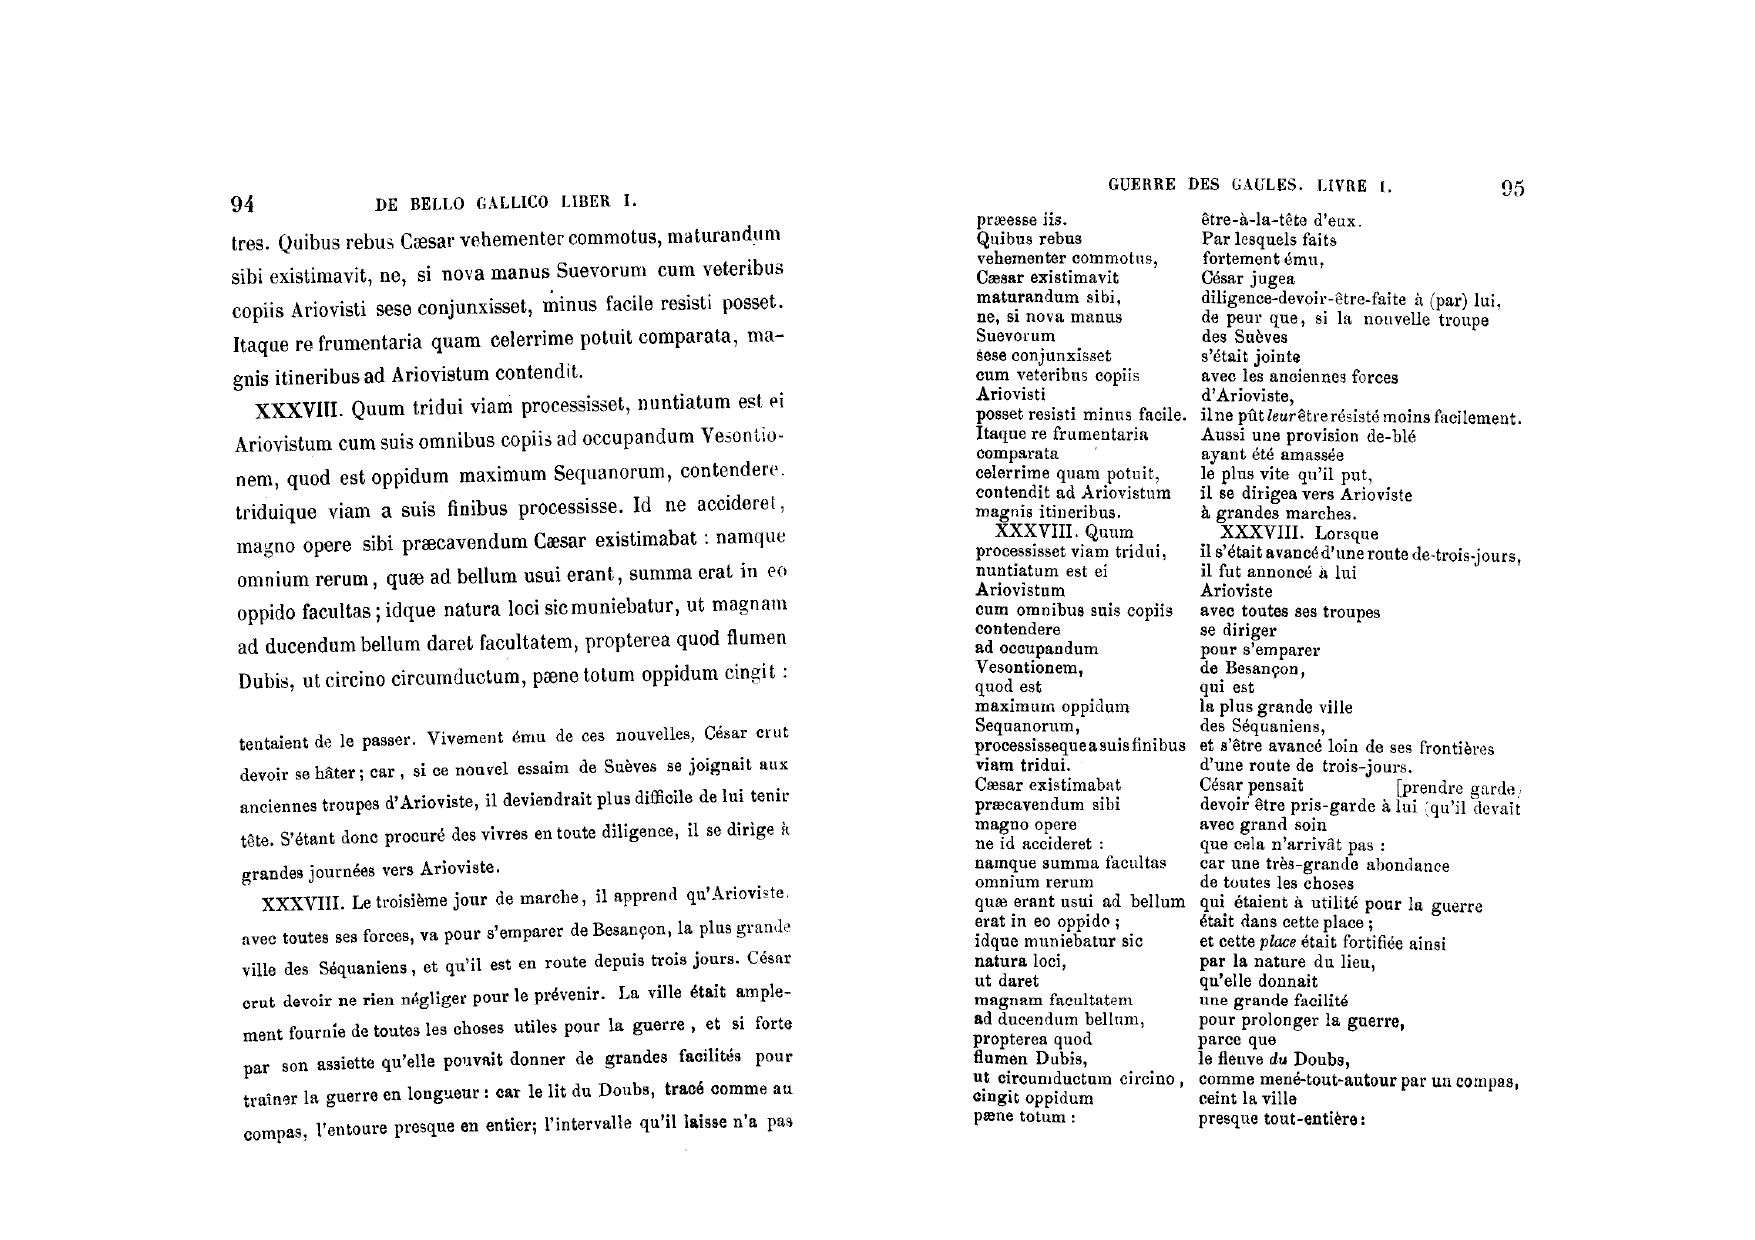 94 DE BELLO GALLICO LIBER I.
tres. Quibus rebus Cæsar vehementer commotus, maturandum
sibi existimavit, ne, si nova manus Suevorum cum veteribus
copiis Ariovisti sese conjunxisset, minus facile resisti posset.
Itaque re frumentaria quam celerrime potuit comparata, ma-
gnis itineribus ad Ariovistum contendit.
XXXVIII. Quum tridui viam processisset, nuntiatum est ei
Ariovistum cum suis omnibus copiis ad occupandum Vesontio-
nem, quod est oppidum maximum Sequanorum, contendere.
triduique viam a suis finibus processisse. Id ne accideret,
magno opere sibi præcavendum Cæsar existimabat : namque
omnium rerum, quæ ad bellum usui erant, summa erat in eo
oppido facultas ; idque natura loci sic muniebatur, ut magnam
ad ducendum bellum daret facultatem, propterea quod flumen
Dubis, ut circino circumductum, pæne totum oppidum cingit :
tentaient de le passer. Vivement ému de ces nouvelles, César crut
devoir se hâter ; car, si ce nouvel essaim de Suèves se joignait aux
anciennes troupes d'Arioviste, il deviendrait plus difficile de lui tenir
tête. S'étant donc procuré des vivres en toute diligence, il se dirige à
grandes journées vers Arioviste.
XXXVIII. Le troisième jour de marche, il apprend qu'Arioviste.
avec toutes ses forces, va pour s'emparer de Besançon, la plus grande
ville des Séquaniens, et qu'il est en route depuis trois jours. César
crut devoir ne rien négliger pour le prévenir. La ville était ample-
ment fournie de toutes les choses utiles pour la guerre, et si forte
par son assiette qu'elle pouvait donner de grandes facilités pour
traîner la guerre en longueur : car le lit du Doubs, tracé comme au
compas, l'entoure presque en entier; l'intervalle qu'il laisse n'a pas
GUERRE DES GAULES. LIVRE I. 95
præesse iis. être-à-la-tête d'eux.
Quibus rebus Par lesquels faits
vehementer commotus, fortement ému,
Cæsar existimavit César jugea
maturandum sibi, diligence-devoir-être-faite à (par) lui,
ne, si nova manus de peur que, si la nouvelle troupe
Suevorum des Suèves
sese conjunxisset s'était jointe
cum veteribus copiis avec les anciennes forces
Ariovisti d'Arioviste,
posset resisti minus facile. il ne pût leur être résisté moins facilement.
Itaque re frumentaria Aussi une provision de-blé
comparata ayant été amassée
celerrime quam potuit, le plus vite qu'il put,
contendit ad Ariovistum il se dirigea vers Arioviste
magnis itineribus. à grandes marches.
XXXVIII. Quum XXXVIII. Lorsque
processisset viam tridui, il s'était avancé d'une route de-trois-jours,
nuntiatum est ei il fut annoncé à lui
Ariovistum Arioviste
cum omnibus suis copiis avec toutes ses troupes
contendere se diriger
ad occupandum pour s'emparer
Vesontionem, de Besançon,
quod est qui est
maximum oppidum la plus grande ville
Sequanorum, des Séquaniens,
processisseque a suis finibus et s'être avancé loin de ses frontières
viam tridui. d'une route de trois-jours.
Cæsar existimabat César pensait [prendre garde,
præcavendum sibi devoir être pris-garde à lui (qu'il devait
magno opere avec grand soin
ne id accideret : que cela n'arrivât pas :
namque summa facultas car une très-grande abondance
omnium rerum de toutes les choses
quæ erant usui ad bellum qui étaient à utilité pour la guerre
erat in eo oppido ; était dans cette place ;
idque muniebatur sic et cette place était fortifiée ainsi
natura loci, par la nature du lieu,
ut daret qu'elle donnait
magnam facultatem une grande facilité
ad ducendum bellum, pour prolonger la guerre,
propterea quod parce que
flumen Dubis, le fleuve du Doubs,
ut circumductum circino, comme mené-tout-autour par un compas,
cingit oppidum ceint la ville
pæne totum : presque tout-entière :